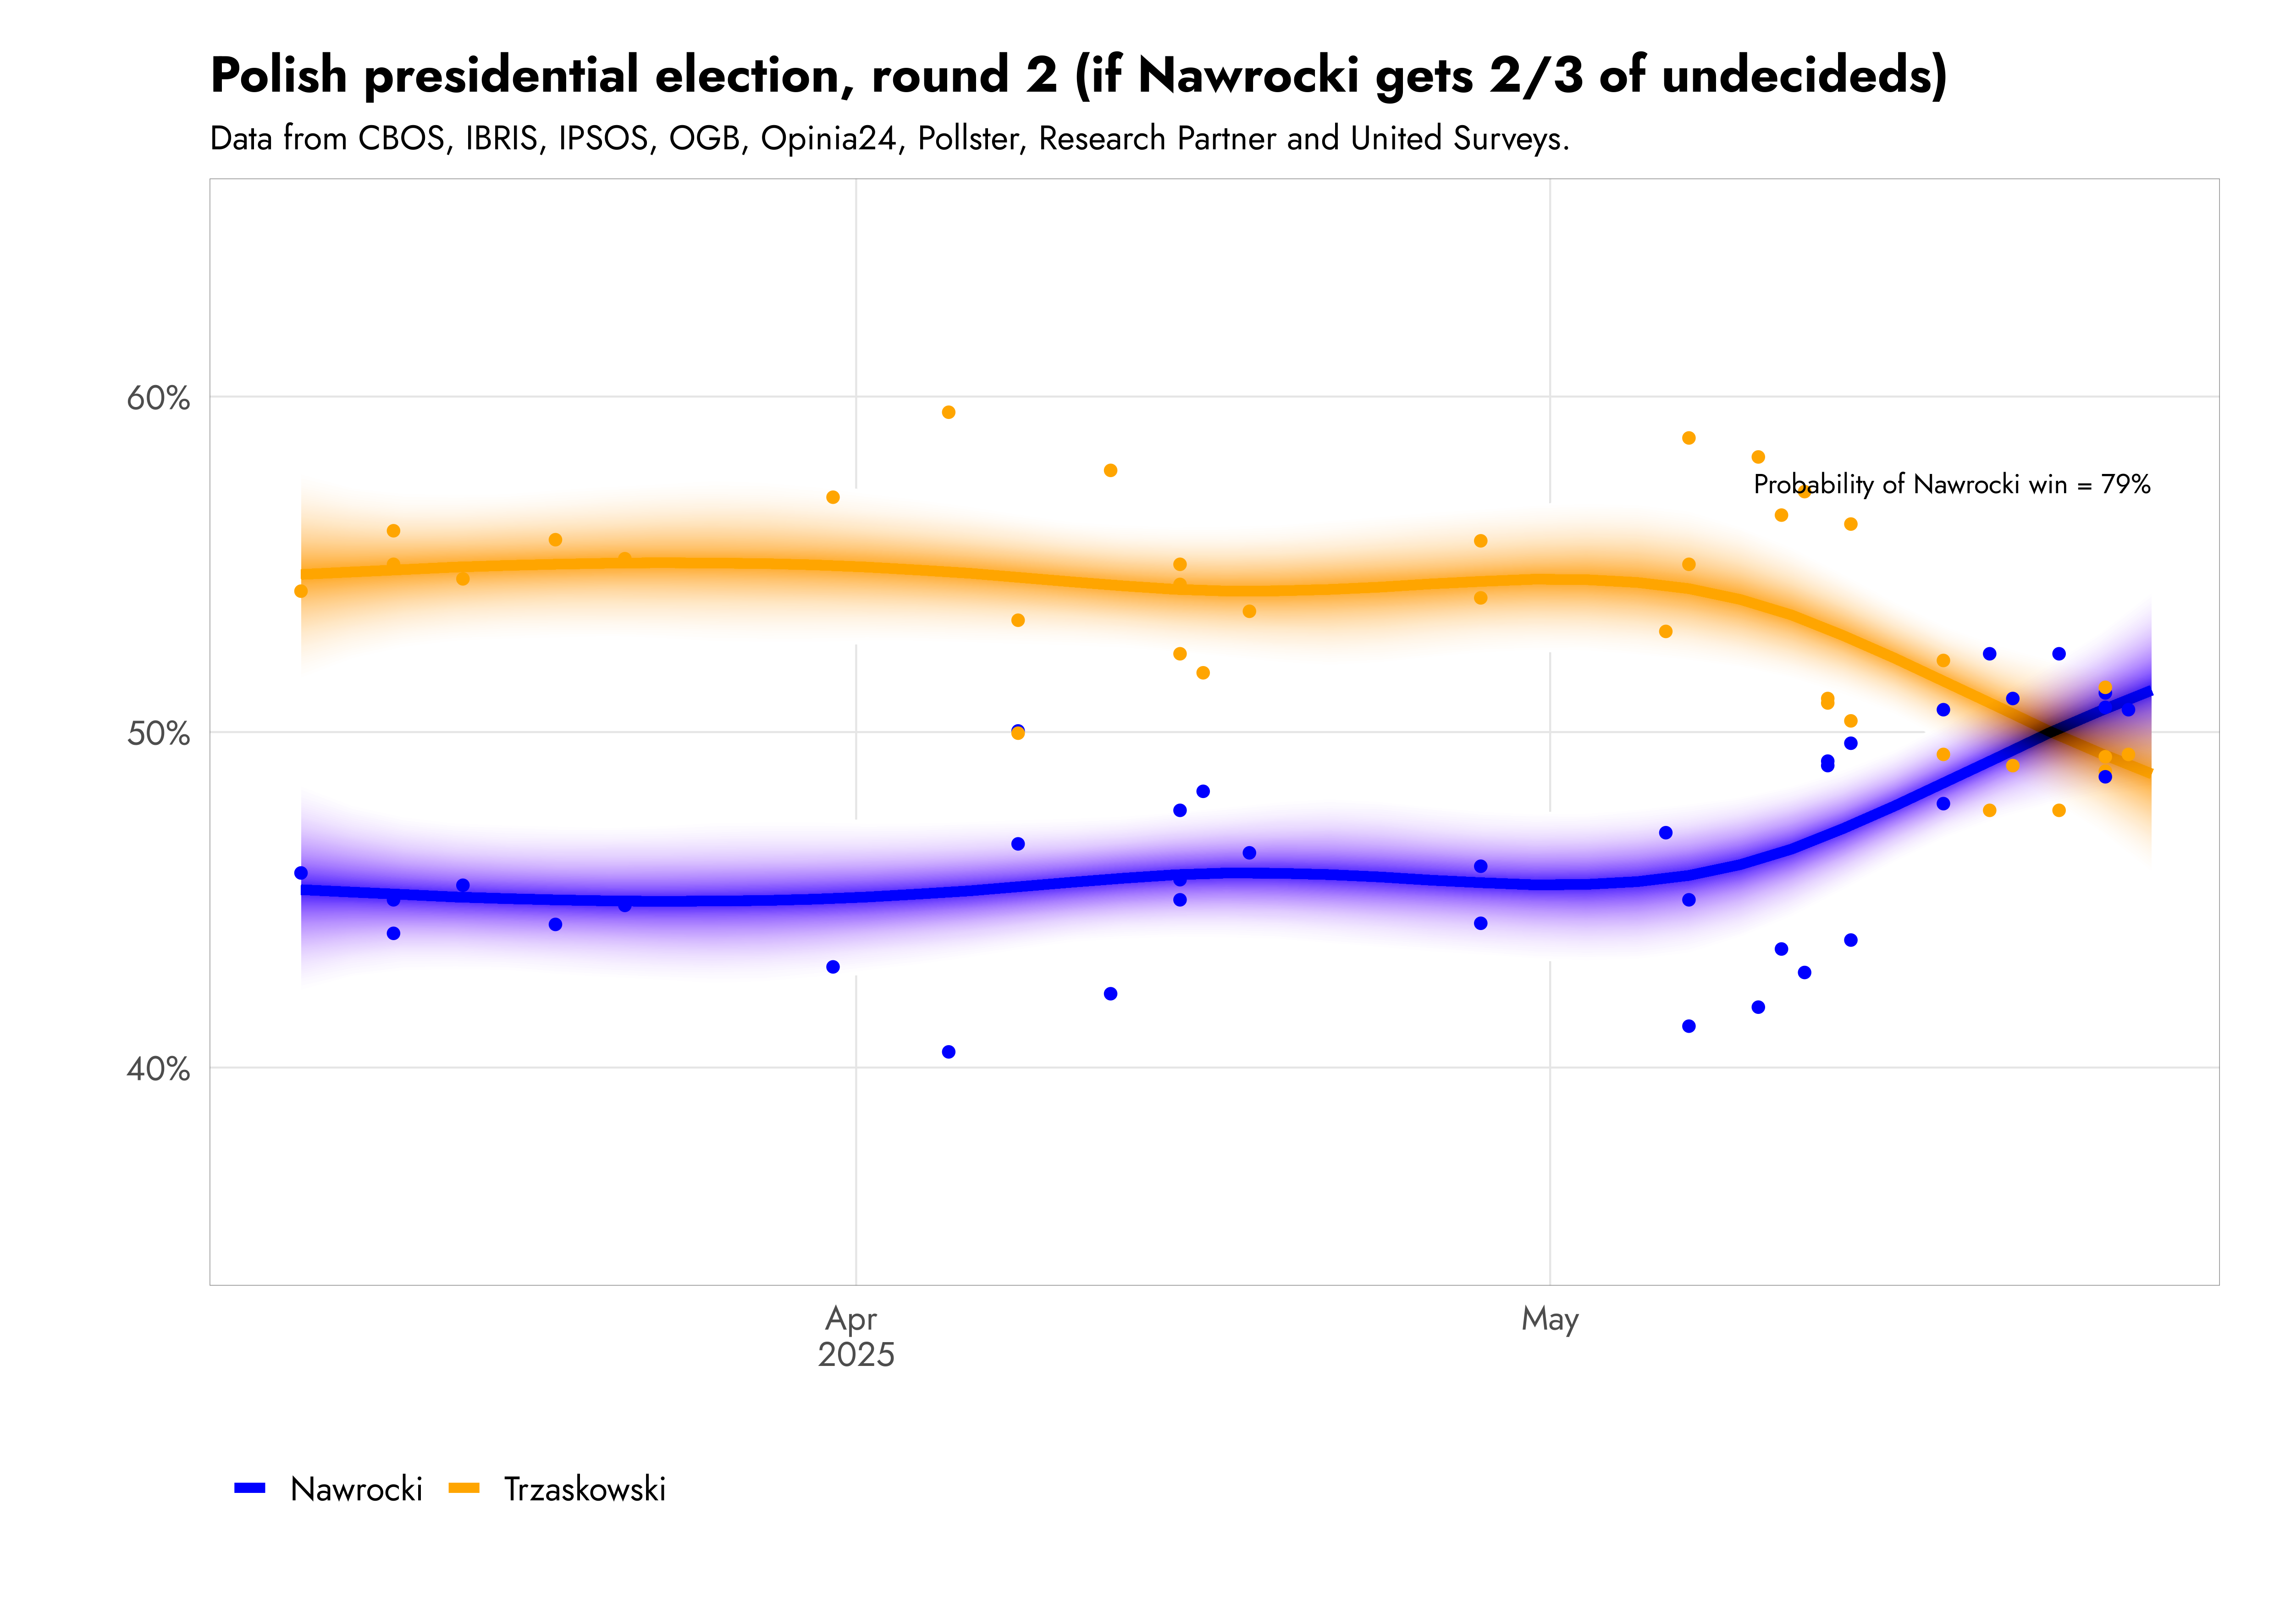 Polish presidential election, round 2 (if Nawrocki gets 2/3 of undecideds)
Data from CBOS, IBRIS, IPSOS, OGB, Opinia24, Pollster, Research Partner and United Surveys.
60%
Probability of Nawrocki win = 79%
50%
40%
Apr
2025
May
Nawrocki
Trzaskowski